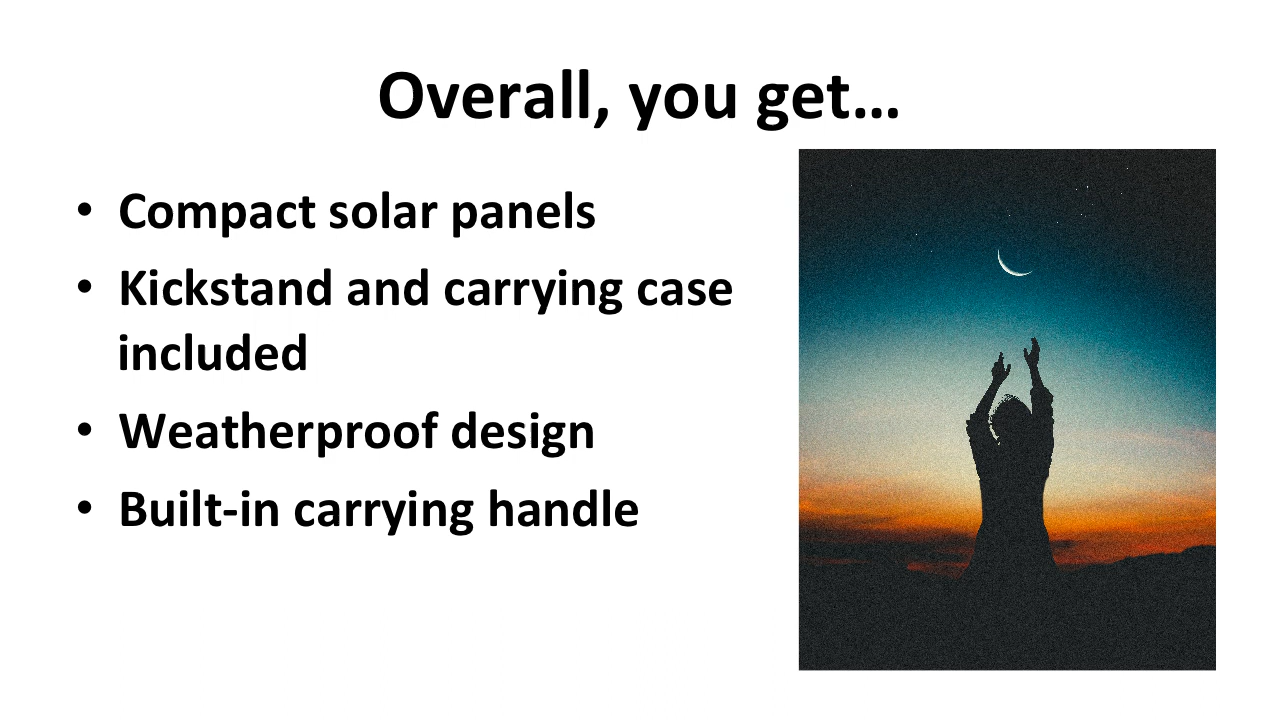 Overall, you get…
• Compact solar panels
• Kickstand and carrying case
included
• Weatherproof design
• Built-in carrying handle